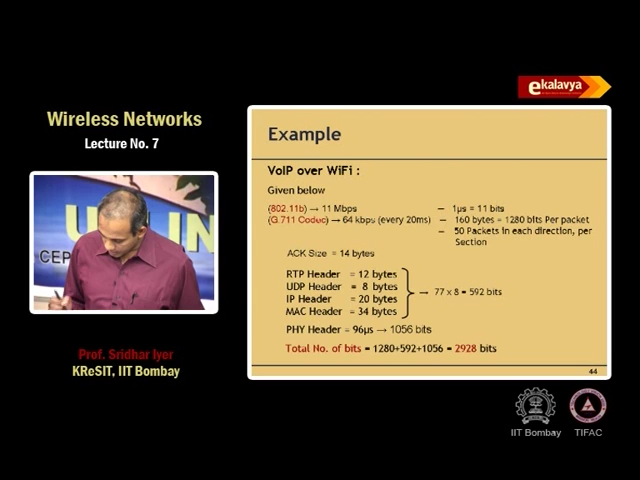 ekalavya
Wireless Networks
Lecture No. 7
Example
VoIP over WiFi :
Given below
(802.11b) → 11 Mbps – 1µs = 11 bits
(G.711 Codec) → 64 kbps (every 20ms) – 160 bytes = 1280 bits Per packet
– 50 Packets in each direction, per
Section
ACK Size = 14 bytes
RTP Header = 12 bytes
UDP Header = 8 bytes
IP Header = 20 bytes
MAC Header = 34 bytes
→ 77 x 8 = 592 bits
PHY Header = 96µs → 1056 bits
Total No. of bits = 1280+592+1056 = 2928 bits
44
CEP
Prof. Sridhar Iyer
KReSIT, IIT Bombay
IIT Bombay
TIFAC